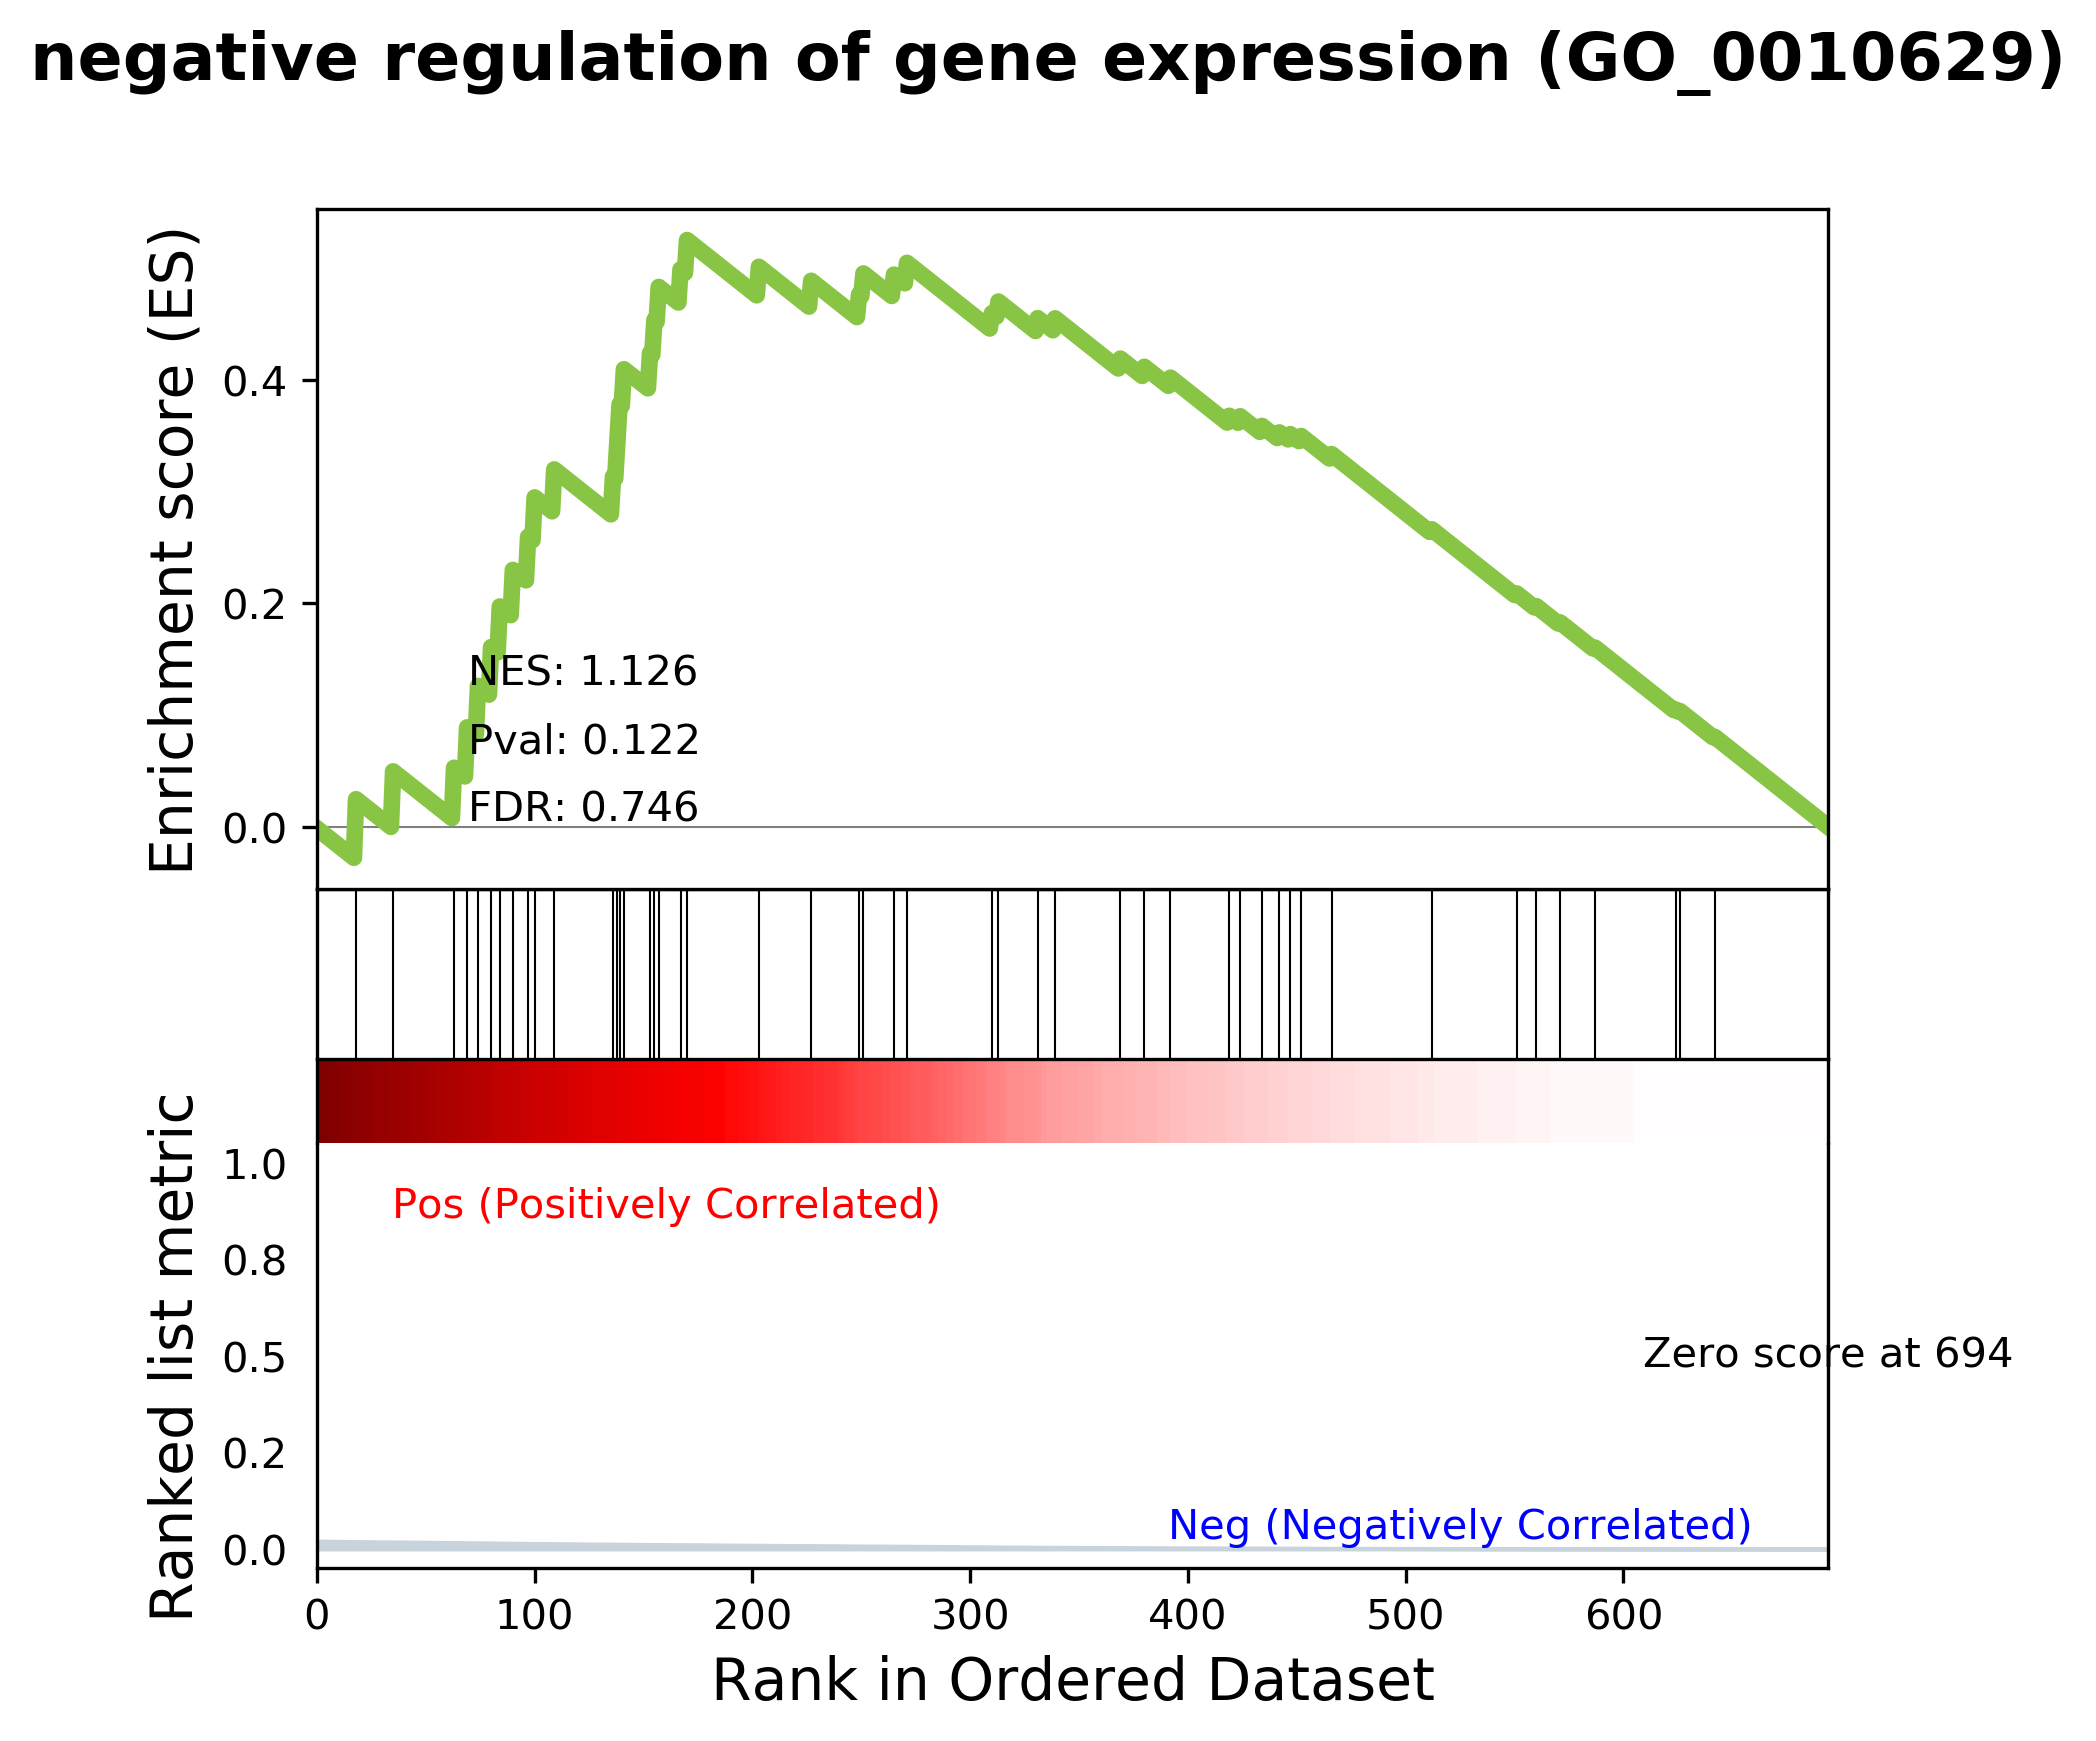 negative regulation of gene expression (GO_0010629)
Enrichment score (ES)
0.4
0.2
0.0
NES: 1.126
Pval: 0.122
FDR: 0.746
Ranked list metric
1.0
0.8
0.5
0.2
0.0
Pos (Positively Correlated)
Zero score at 694
Neg (Negatively Correlated)
0 100 200 300 400 500 600
Rank in Ordered Dataset